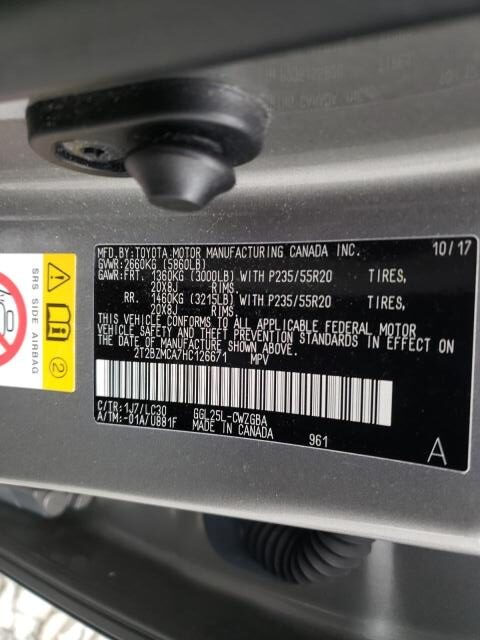 MFD.BY:TOYOTA MOTOR MANUFACTURING CANADA INC. 10/17
GVWR:2660KG (5860LB)
GAWR:FRT. 1360KG (3000LB) WITH P235/55R20 TIRES,
20X8J RIMS.
RR. 1460KG (3215LB) WITH P235/55R20 TIRES,
20X8J RIMS.
THIS VEHICLE CONFORMS TO ALL APPLICABLE FEDERAL MOTOR
VEHICLE SAFETY AND THEFT PREVENTION STANDARDS IN EFFECT ON
THE DATE OF MANUFACTURE SHOWN ABOVE.
2T2BZMCA7HC126671 MPV
C/TR:1J7/LC30 GGL25L-CWZGBA
A/TM:-01A/U881F MADE IN CANADA
961
A
SRS SIDE AIRBAG
2